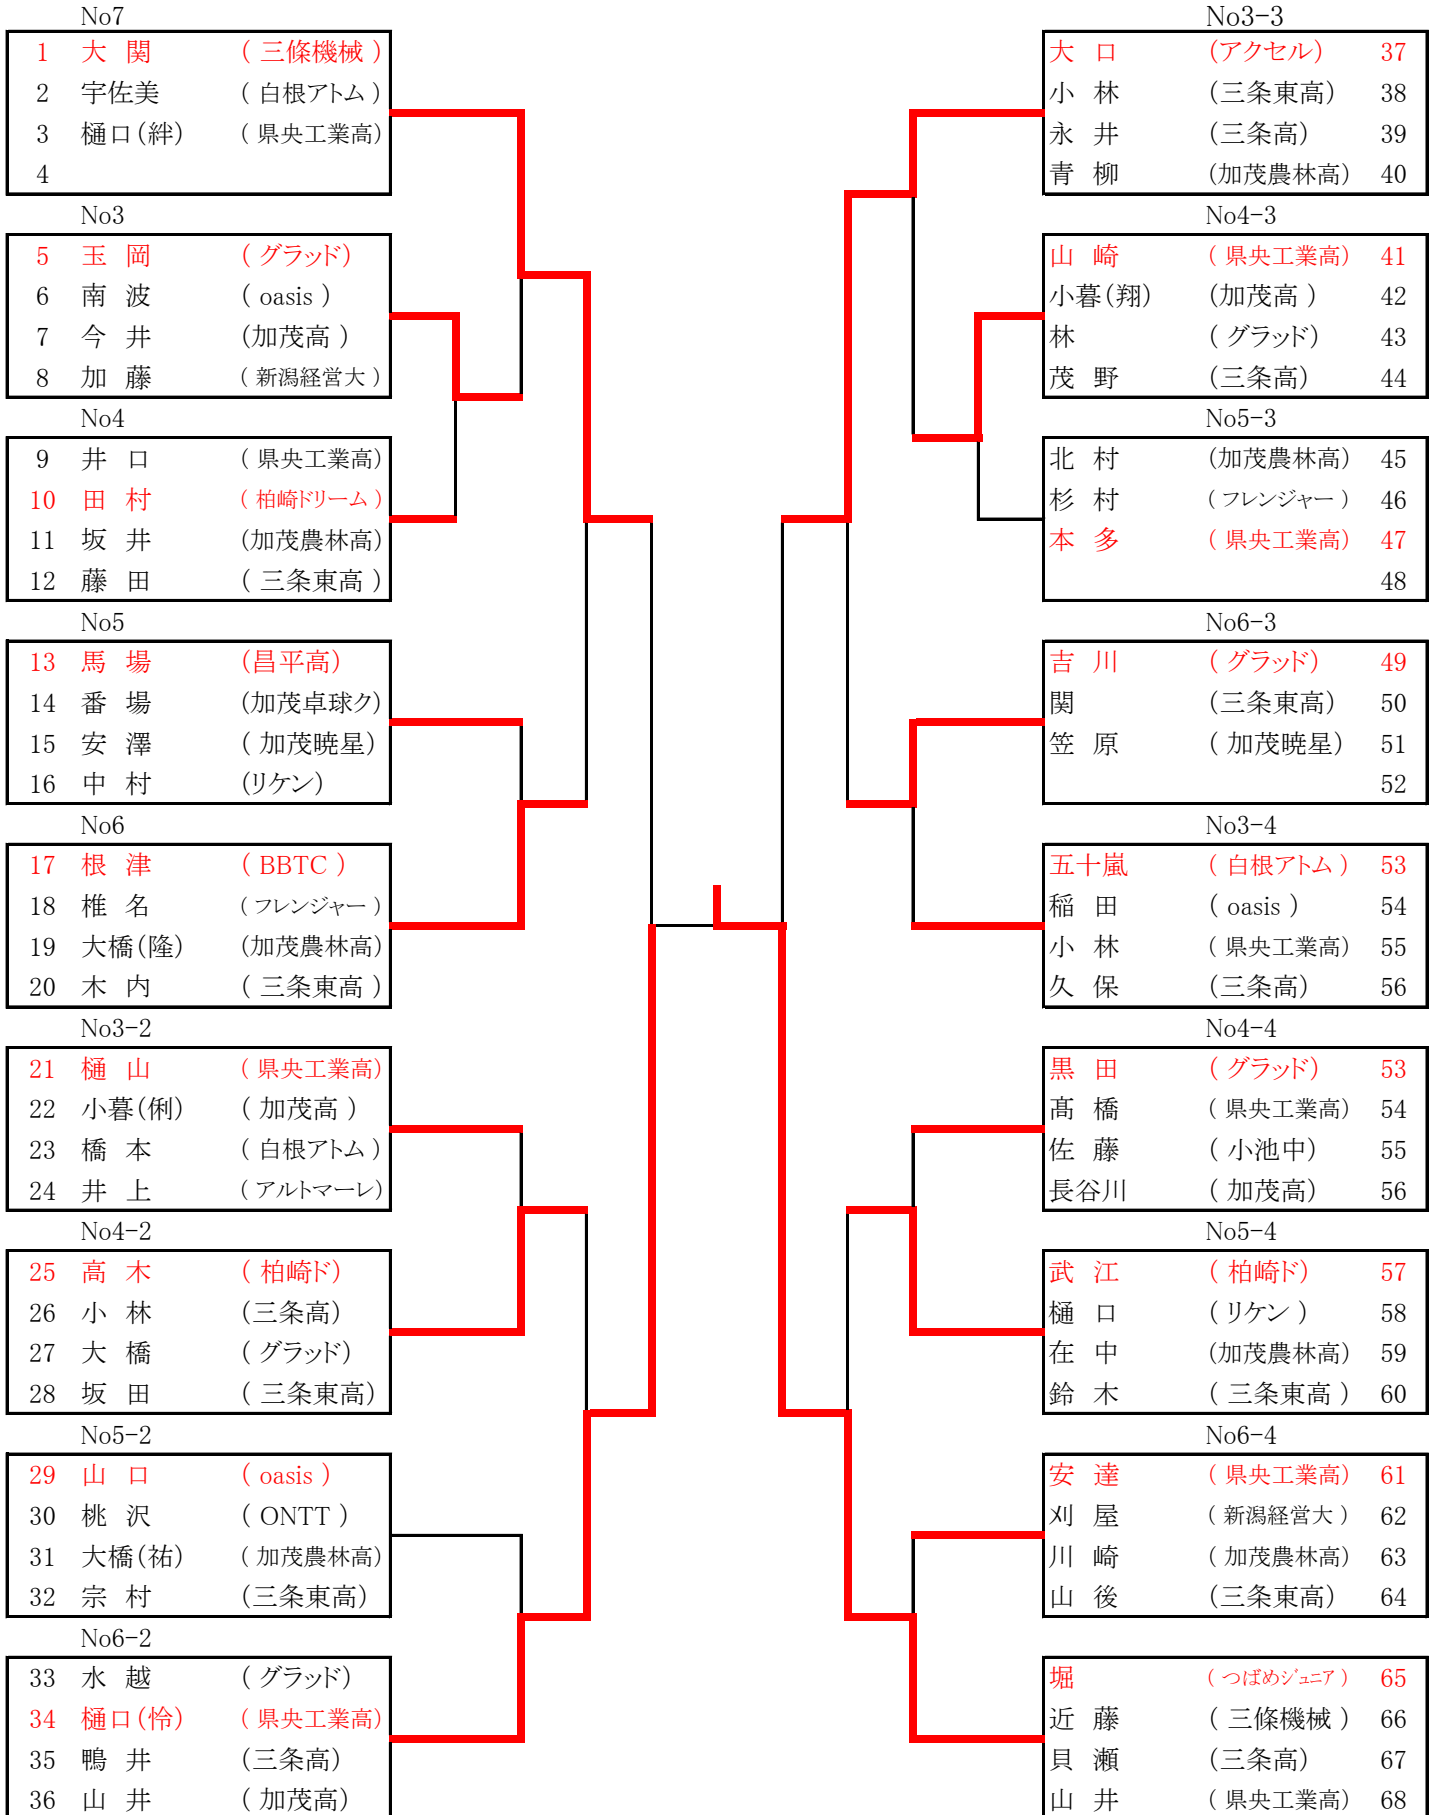 No7
1 大 関 ( 三條機械 )
2 宇佐美 ( 白根アトム )
3 樋口(絆) ( 県央工業高)
4
No3
5 玉 岡 ( グラッド)
6 南 波 ( oasis )
7 今 井 (加茂高 )
8 加 藤 ( 新潟経営大 )
No4
9 井 口 ( 県央工業高)
10 田 村 ( 柏崎ドリーム )
11 坂 井 (加茂農林高)
12 藤 田 ( 三条東高 )
No5
13 馬 場 (昌平高)
14 番 場 (加茂卓球ク)
15 安 澤 ( 加茂暁星)
16 中 村 (リケン)
No6
17 根 津 ( BBTC )
18 椎 名 ( フレンジャー )
19 大橋(隆) (加茂農林高)
20 木 内 ( 三条東高 )
No3-2
21 樋 山 ( 県央工業高)
22 小暮(俐) ( 加茂高 )
23 橋 本 ( 白根アトム )
24 井 上 ( アルトマーレ)
No4-2
25 高 木 ( 柏崎ド)
26 小 林 (三条高)
27 大 橋 ( グラッド)
28 坂 田 ( 三条東高)
No5-2
29 山 口 ( oasis )
30 桃 沢 ( ONTT )
31 大橋(祐) ( 加茂農林高)
32 宗 村 (三条東高)
No6-2
33 水 越 ( グラッド)
34 樋口(怜) ( 県央工業高)
35 鴨 井 (三条高)
36 山 井 ( 加茂高)
No3-3
大 口 (アクセル) 37
小 林 (三条東高) 38
永 井 (三条高) 39
青 柳 (加茂農林高) 40
No4-3
山 崎 ( 県央工業高) 41
小暮(翔) (加茂高 ) 42
林 ( グラッド) 43
茂 野 (三条高) 44
No5-3
北 村 (加茂農林高) 45
杉 村 ( フレンジャー ) 46
本 多 ( 県央工業高) 47
48
No6-3
吉 川 ( グラッド) 49
関 (三条東高) 50
笠 原 ( 加茂暁星) 51
52
No3-4
五十嵐 ( 白根アトム ) 53
稲 田 ( oasis ) 54
小 林 ( 県央工業高) 55
久 保 (三条高) 56
No4-4
黒 田 ( グラッド) 53
髙 橋 ( 県央工業高) 54
佐 藤 ( 小池中) 55
長谷川 ( 加茂高) 56
No5-4
武 江 ( 柏崎ド) 57
樋 口 ( リケン ) 58
在 中 (加茂農林高) 59
鈴 木 ( 三条東高 ) 60
No6-4
安 達 ( 県央工業高) 61
刈 屋 ( 新潟経営大 ) 62
川 崎 ( 加茂農林高) 63
山 後 (三条東高) 64
堀 ( つばめジュニア ) 65
近 藤 ( 三條機械 ) 66
貝 瀬 (三条高) 67
山 井 ( 県央工業高) 68